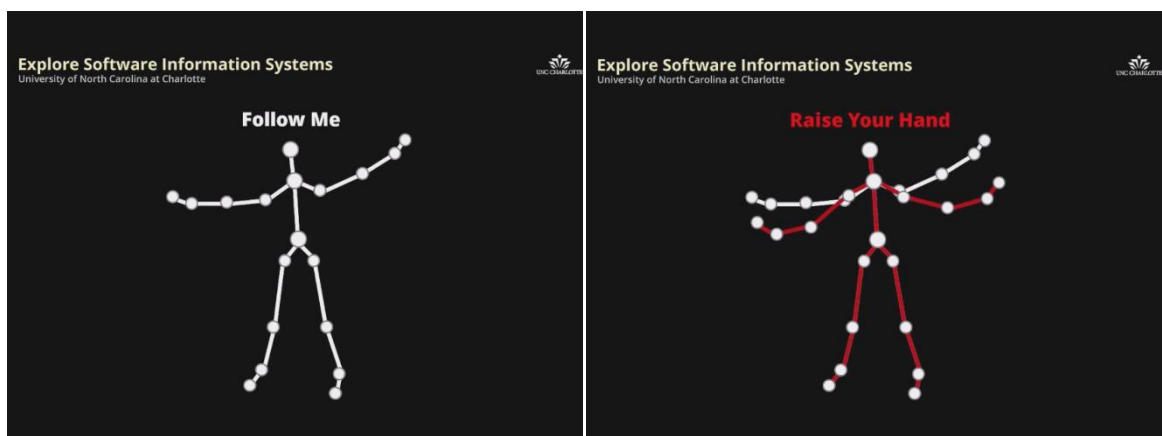 Explore Software Information Systems
University of North Carolina at Charlotte
UNC CHARLOTTE
Follow Me
Explore Software Information Systems
University of North Carolina at Charlotte
UNC CHARLOTTE
Raise Your Hand